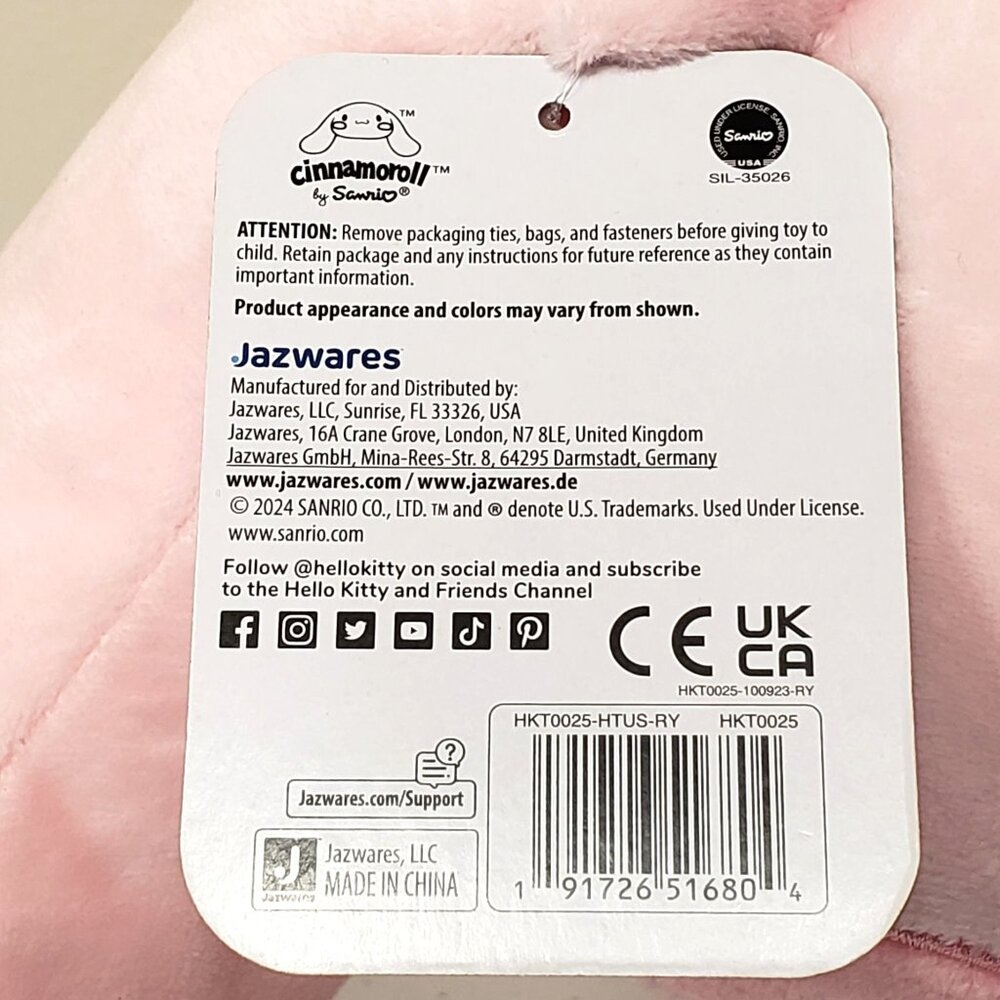 TM
cinnamoroll™
by Sanrio®
USED UNDER LICENSE SANRIO INC.
Sanrio
USA
SIL-35026
ATTENTION: Remove packaging ties, bags, and fasteners before giving toy to
child. Retain package and any instructions for future reference as they contain
important information.
Product appearance and colors may vary from shown.
Jazwares
Manufactured for and Distributed by:
Jazwares, LLC, Sunrise, FL 33326, USA
Jazwares, 16A Crane Grove, London, N7 8LE, United Kingdom
Jazwares GmbH, Mina-Rees-Str. 8, 64295 Darmstadt, Germany
www.jazwares.com / www.jazwares.de
© 2024 SANRIO CO., LTD. TM and ® denote U.S. Trademarks. Used Under License.
www.sanrio.com
Follow @hellokitty on social media and subscribe
to the Hello Kitty and Friends Channel
CE
UK
CA
HKT0025-100923-RY
HKT0025-HTUS-RY HKT0025
1 91726 51680 4
?
Jazwares.com/Support
J
Jazwares
Jazwares, LLC
MADE IN CHINA